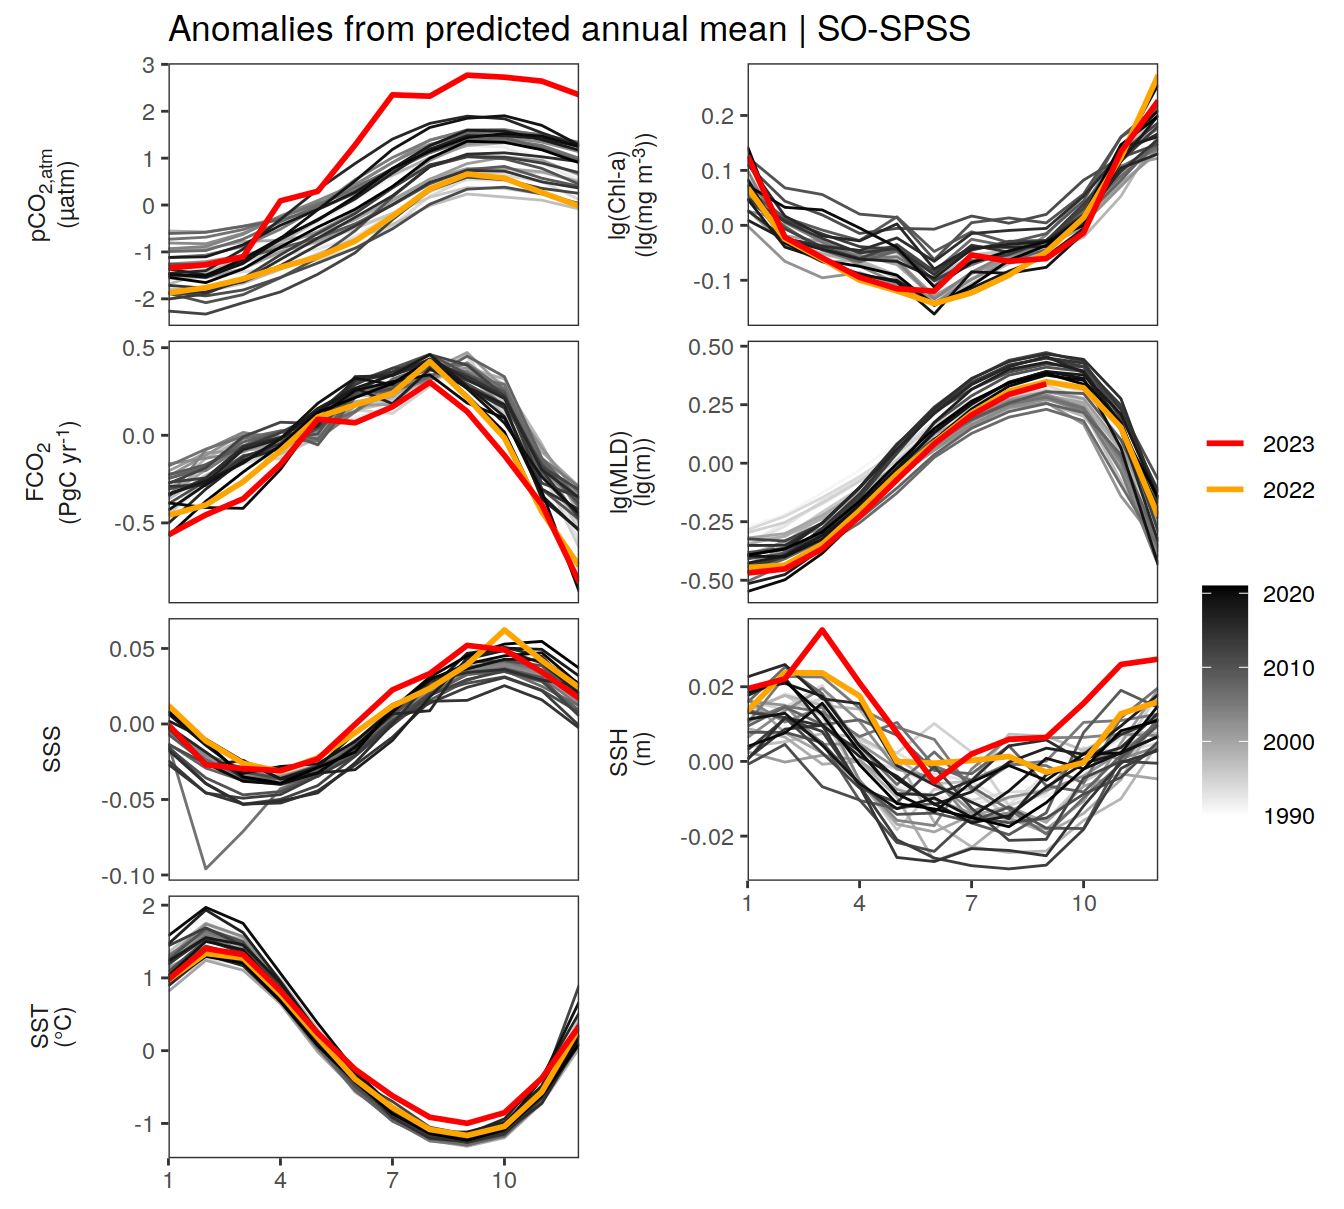 Anomalies from predicted annual mean | SO-SPSS
pCO2,atm
(µatm)
3
2
1
0
-1
-2
lg(Chl-a)
(lg(mg m-3))
0.2
0.1
0.0
-0.1
FCO2
(PgC yr-1)
0.5
0.0
-0.5
lg(MLD)
(lg(m))
0.50
0.25
0.00
-0.25
-0.50
SSS
0.05
0.00
-0.05
-0.10
SSH
(m)
0.02
0.00
-0.02
1 4 7 10
SST
(°C)
2
1
0
-1
1 4 7 10
2023
2022
2020
2010
2000
1990